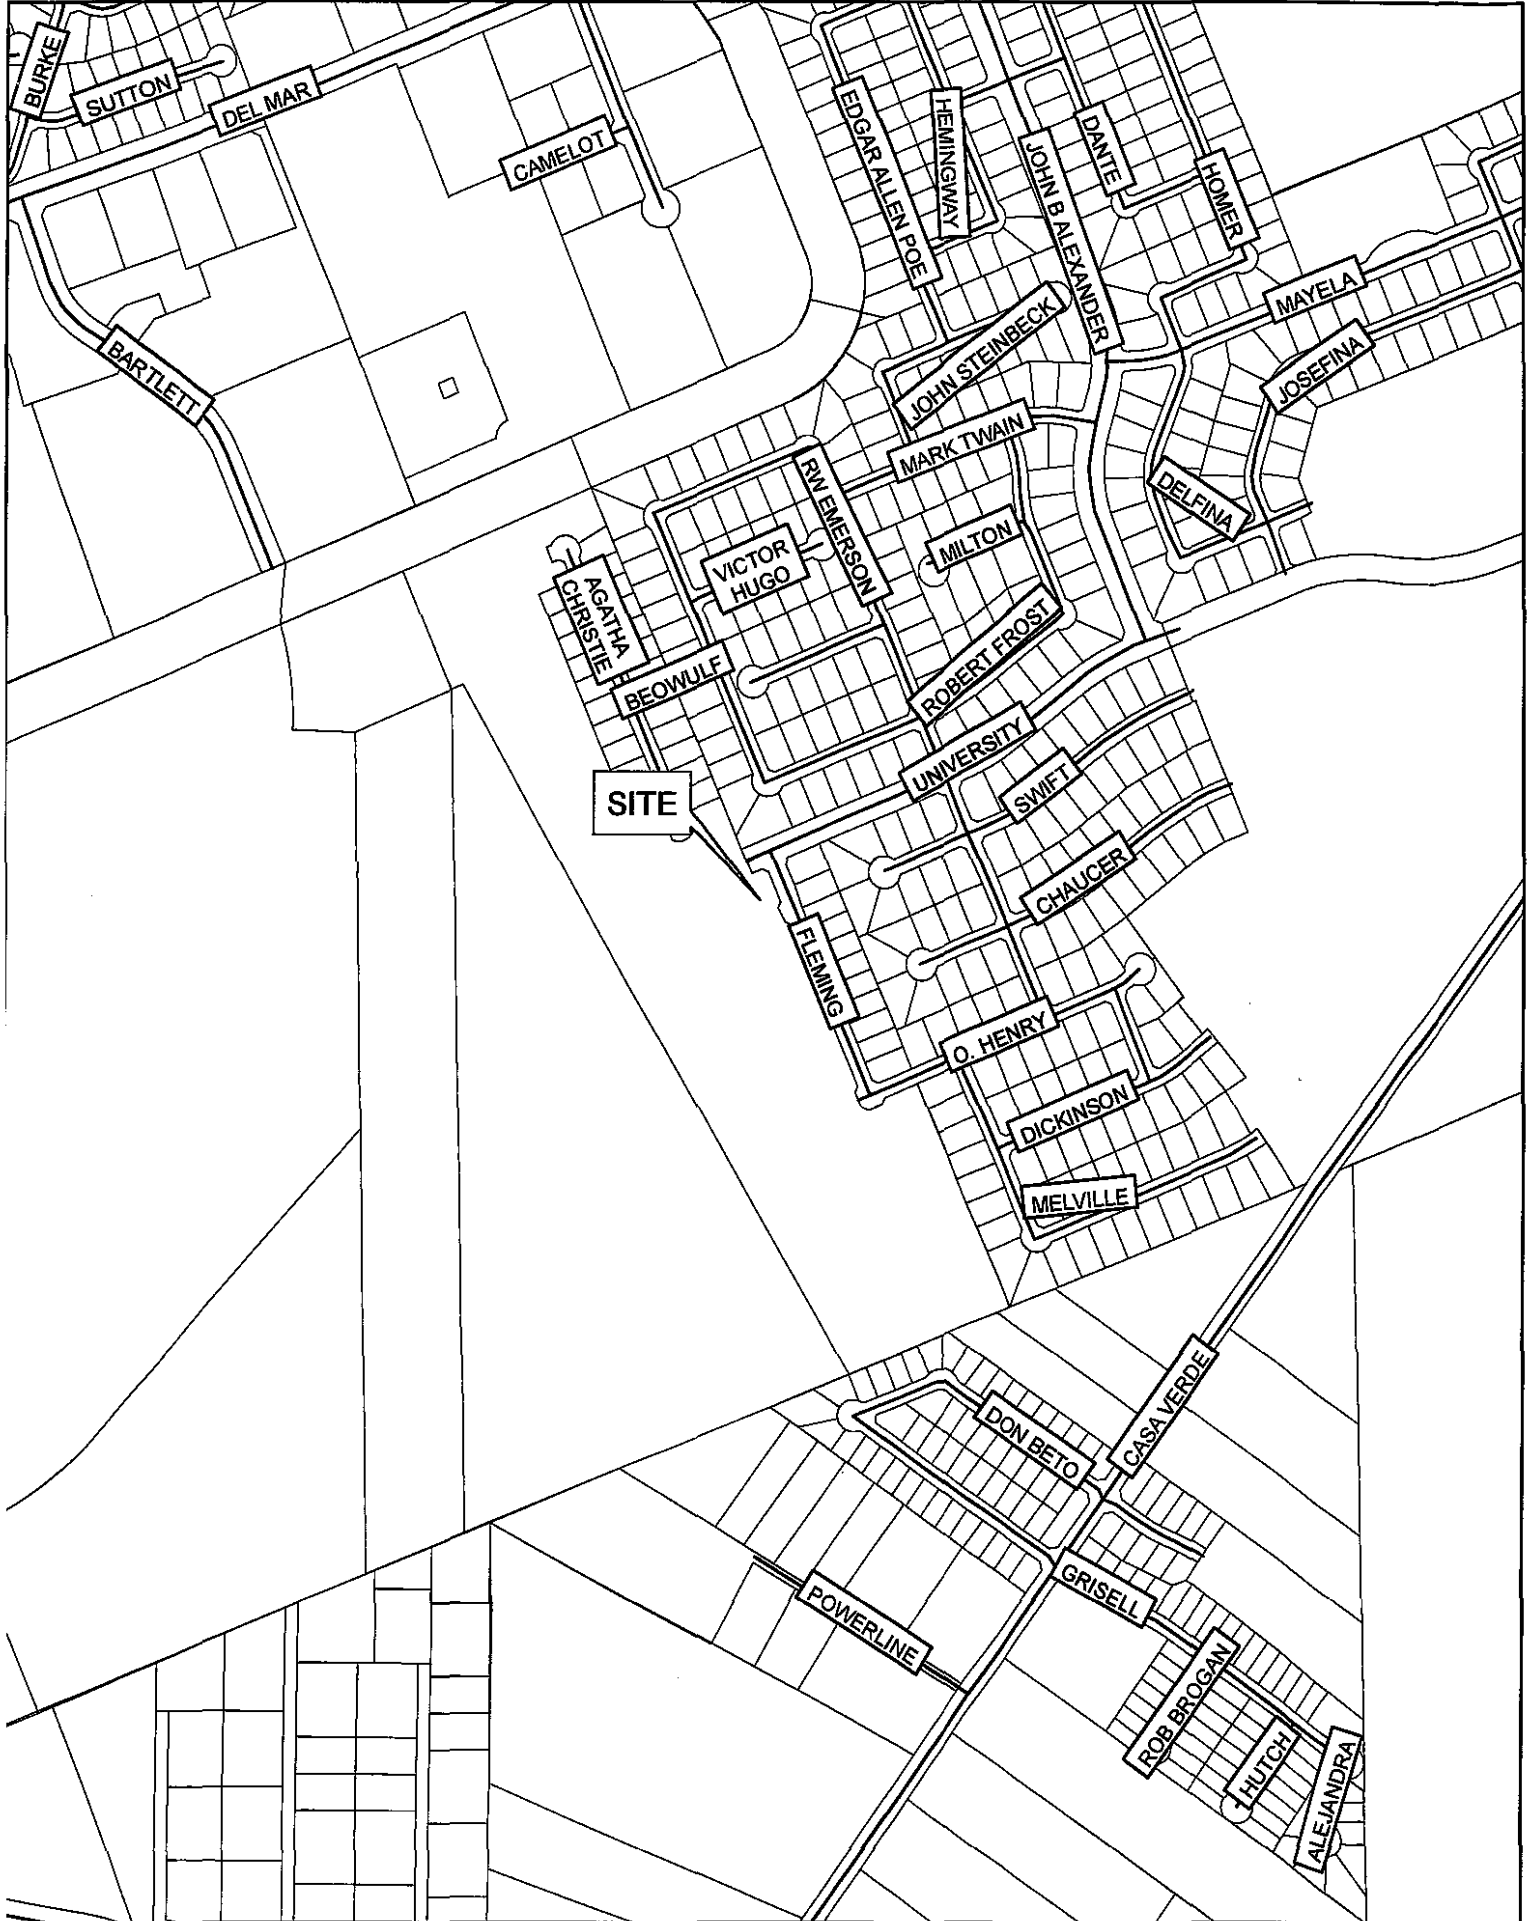 BURKE
SUTTON
DEL MAR
CAMELOT
BARTLETT
EDGAR ALLEN POE
HEMINGWAY
JOHN B ALEXANDER
DANTE
HOMER
MAYELA
JOSEFINA
JOHN STEINBECK
MARK TWAIN
RW EMERSON
DELFINA
MILTON
VICTOR
HUGO
AGATHA
CHRISTIE
BEOWULF
ROBERT FROST
UNIVERSITY
SWIFT
SITE
CHAUCER
FLEMING
O. HENRY
DICKINSON
MELVILLE
CASA VERDE
DON BETO
GRISELL
POWERLINE
ROB BROGAN
HUTCH
ALEJANDRA